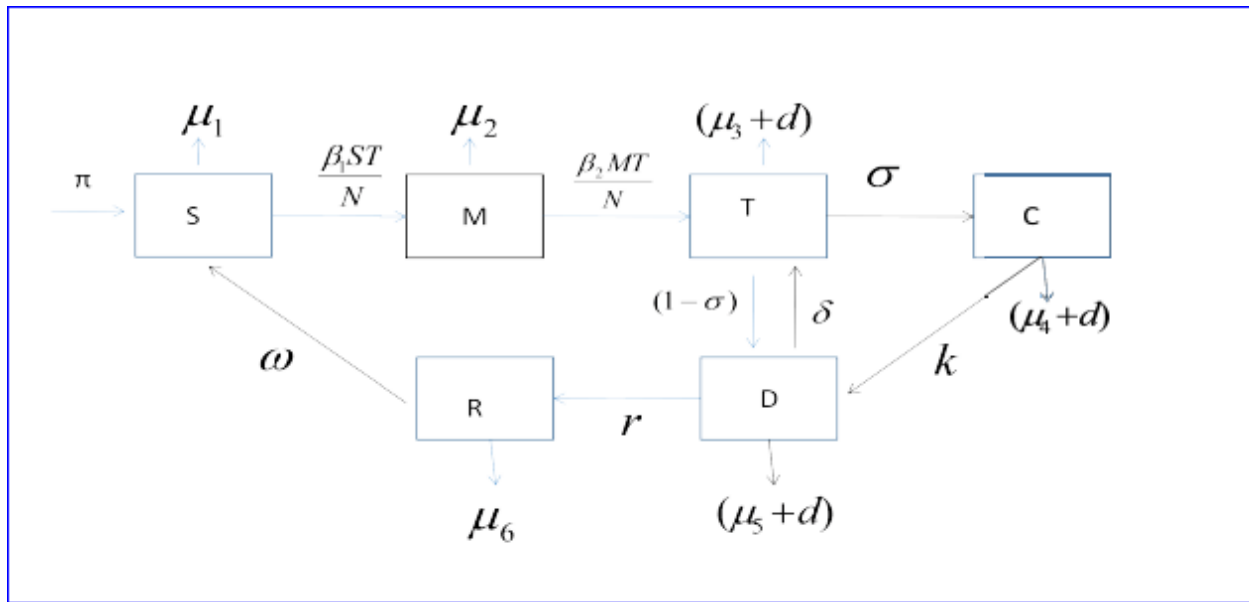 μ₁
μ₂
(μ₃+d)
π
β₁ST/N
β₂MT/N
σ
S
M
T
C
(1−σ)
δ
(μ₄+d)
ω
k
R
r
D
μ₆
(μ₅+d)